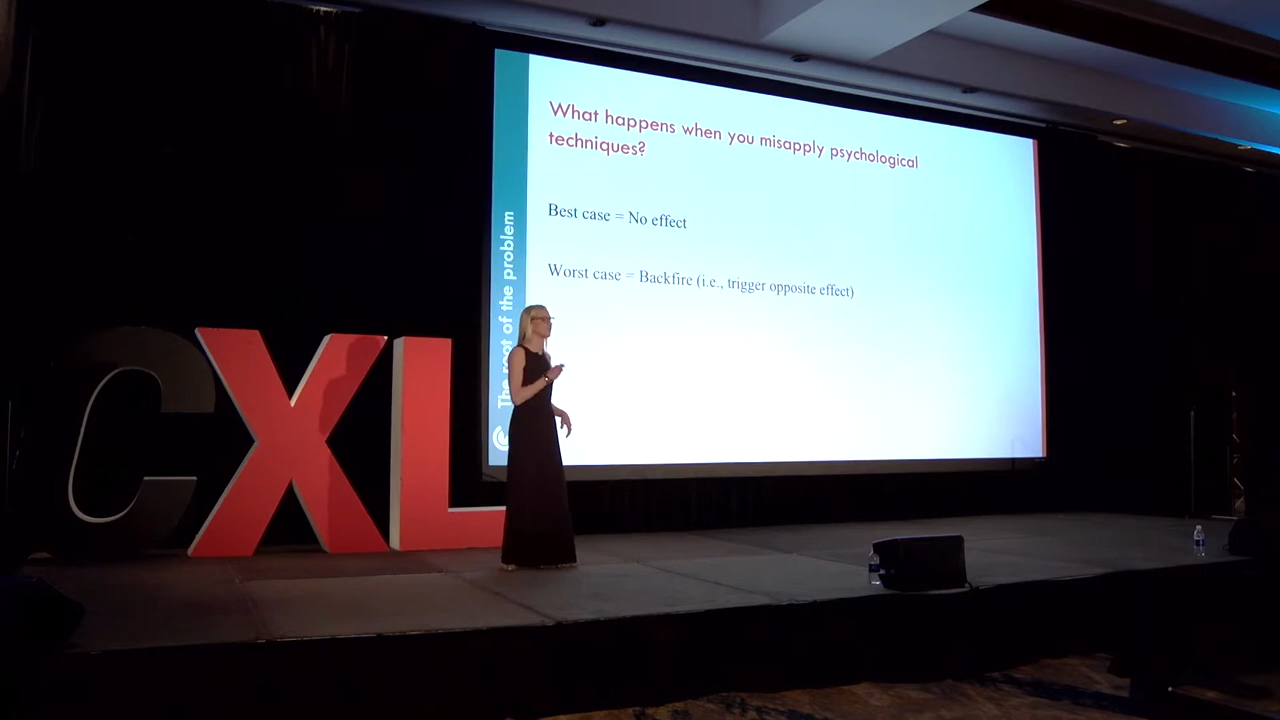 What happens when you misapply psychological
techniques?
Best case = No effect
Worst case = Backfire (i.e., trigger opposite effect)
The root of the problem
CXL